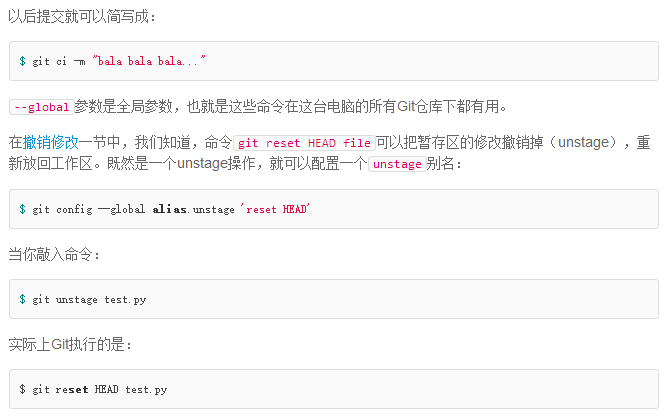 以后提交就可以简写成：
$ git ci -m "bala bala bala..."
--global参数是全局参数，也就是这些命令在这台电脑的所有Git仓库下都有用。
在撤销修改一节中，我们知道，命令git reset HEAD file可以把暂存区的修改撤销掉（unstage），重
新放回工作区。既然是一个unstage操作，就可以配置一个unstage别名：
$ git config --global alias.unstage 'reset HEAD'
当你敲入命令：
$ git unstage test.py
实际上Git执行的是：
$ git reset HEAD test.py